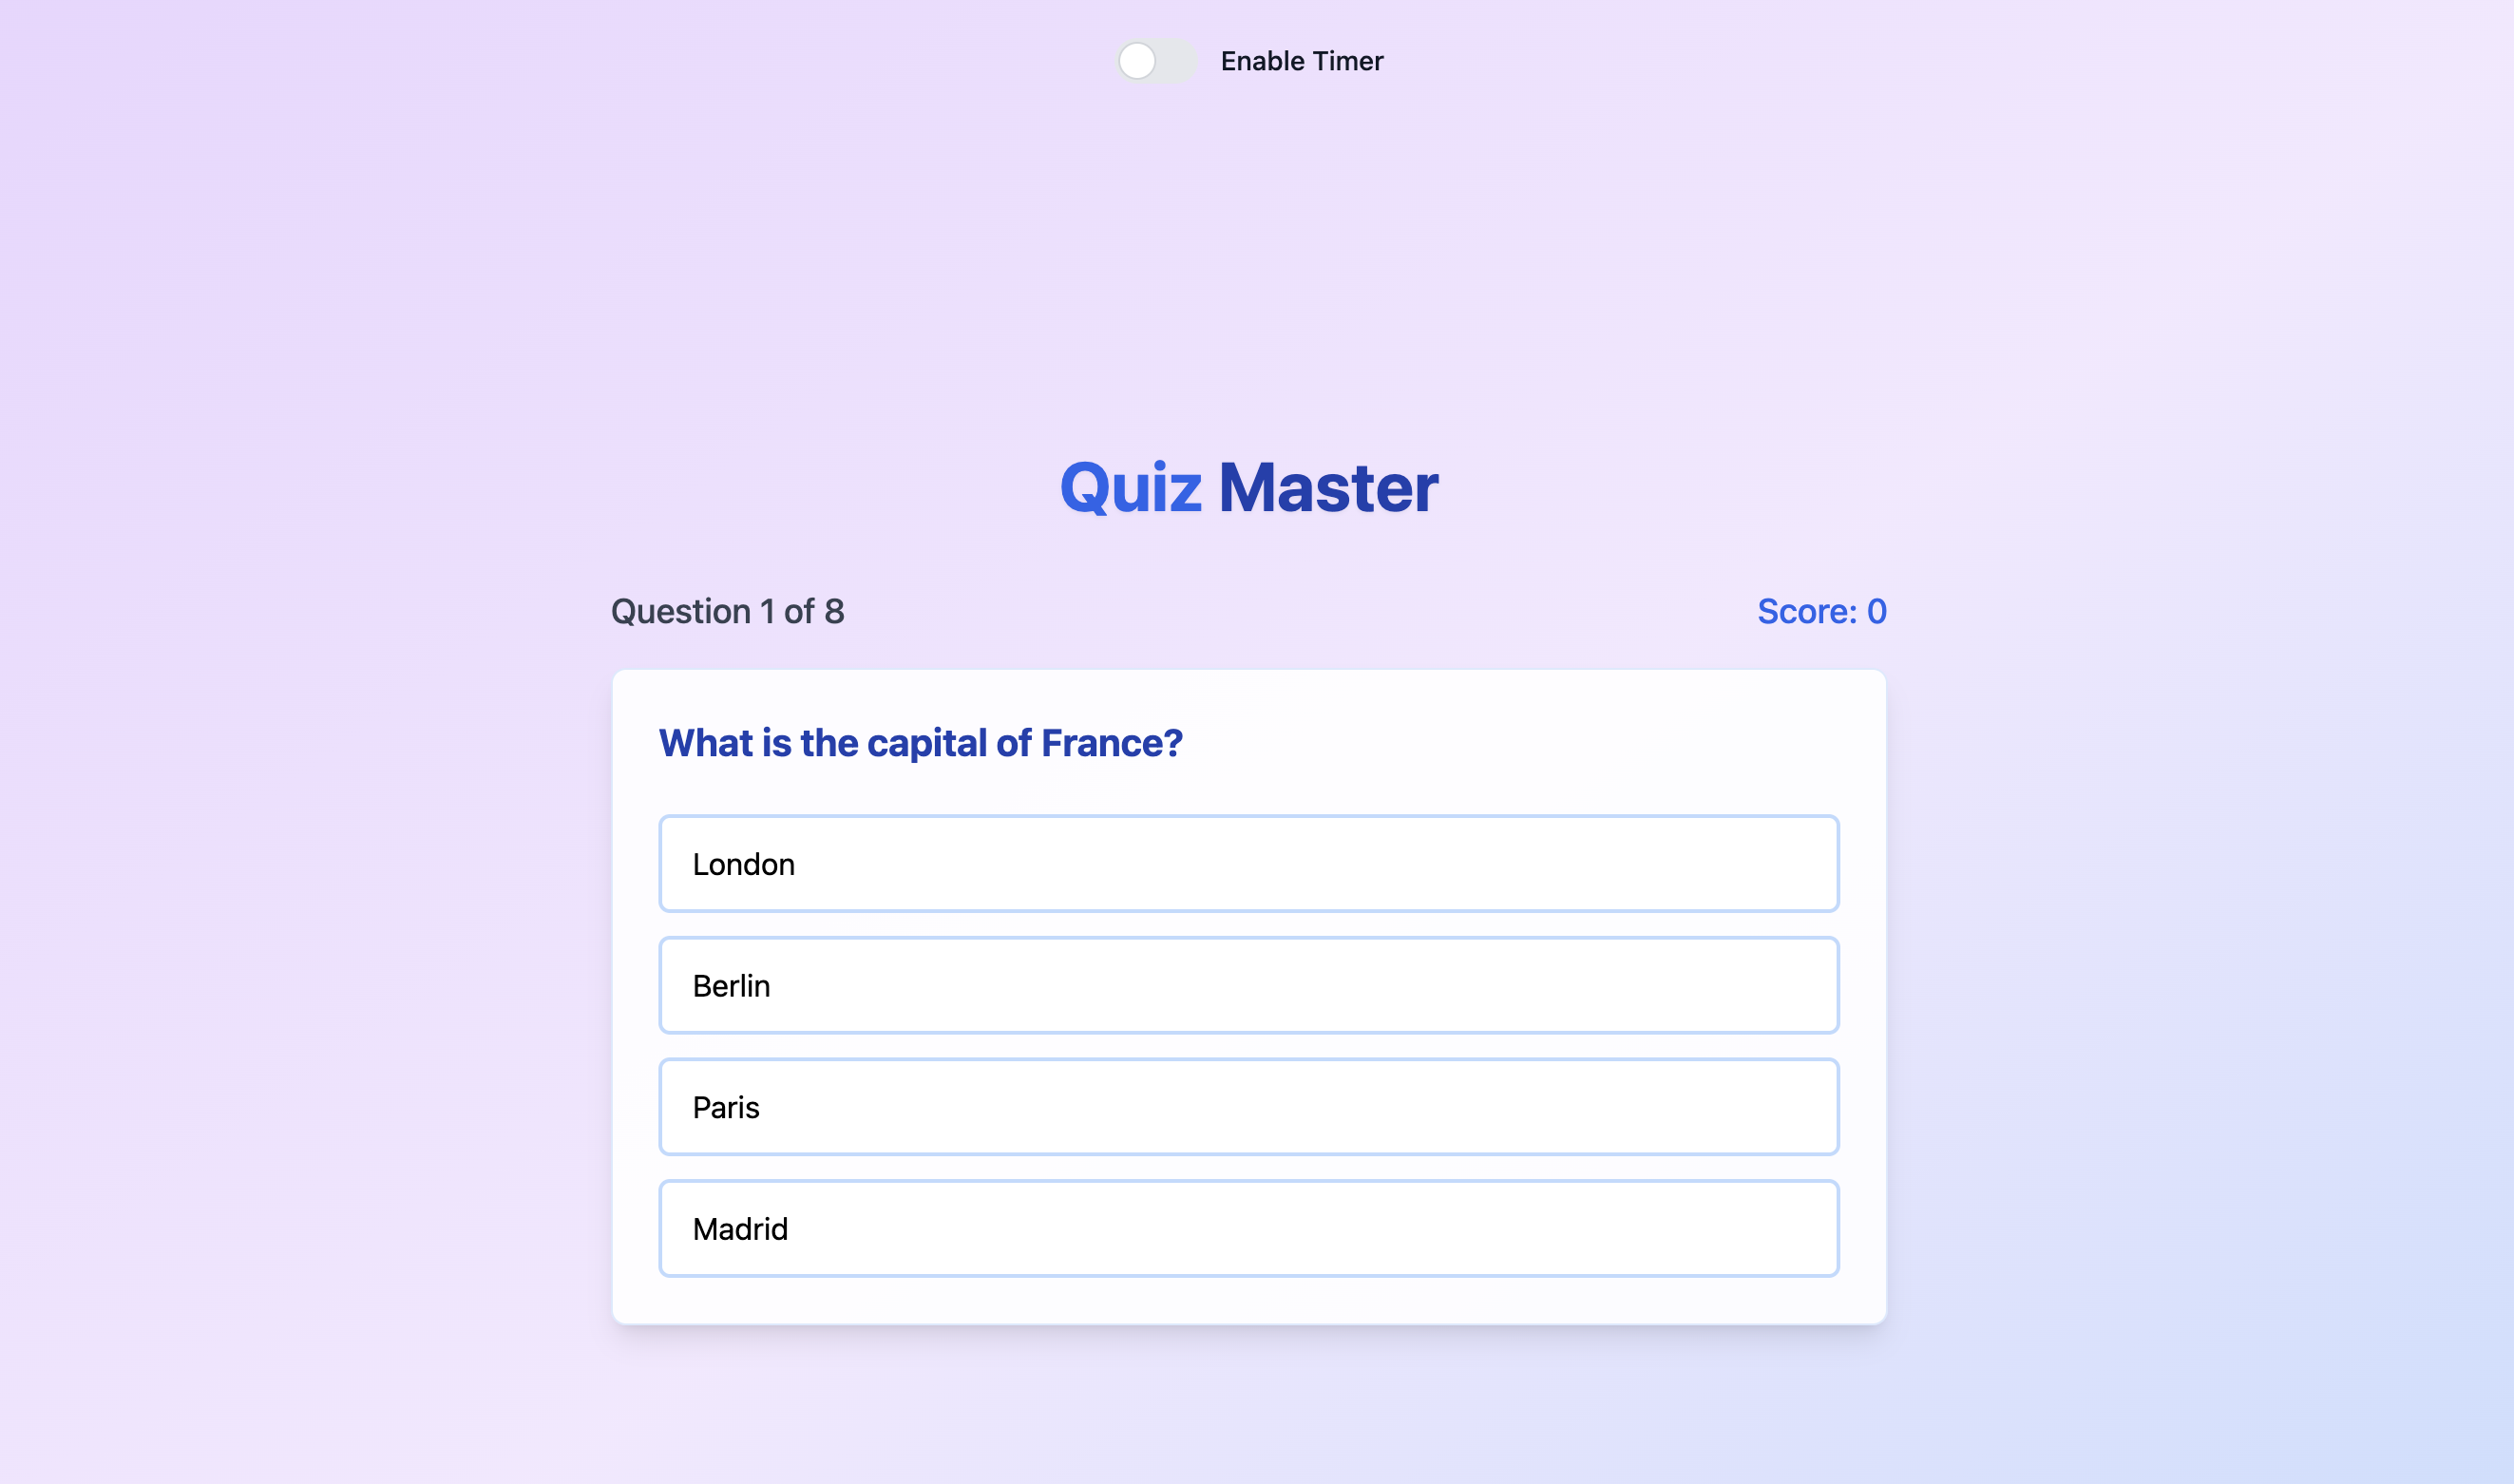 Enable Timer
Quiz Master
Question 1 of 8
Score: 0
What is the capital of France?
London
Berlin
Paris
Madrid